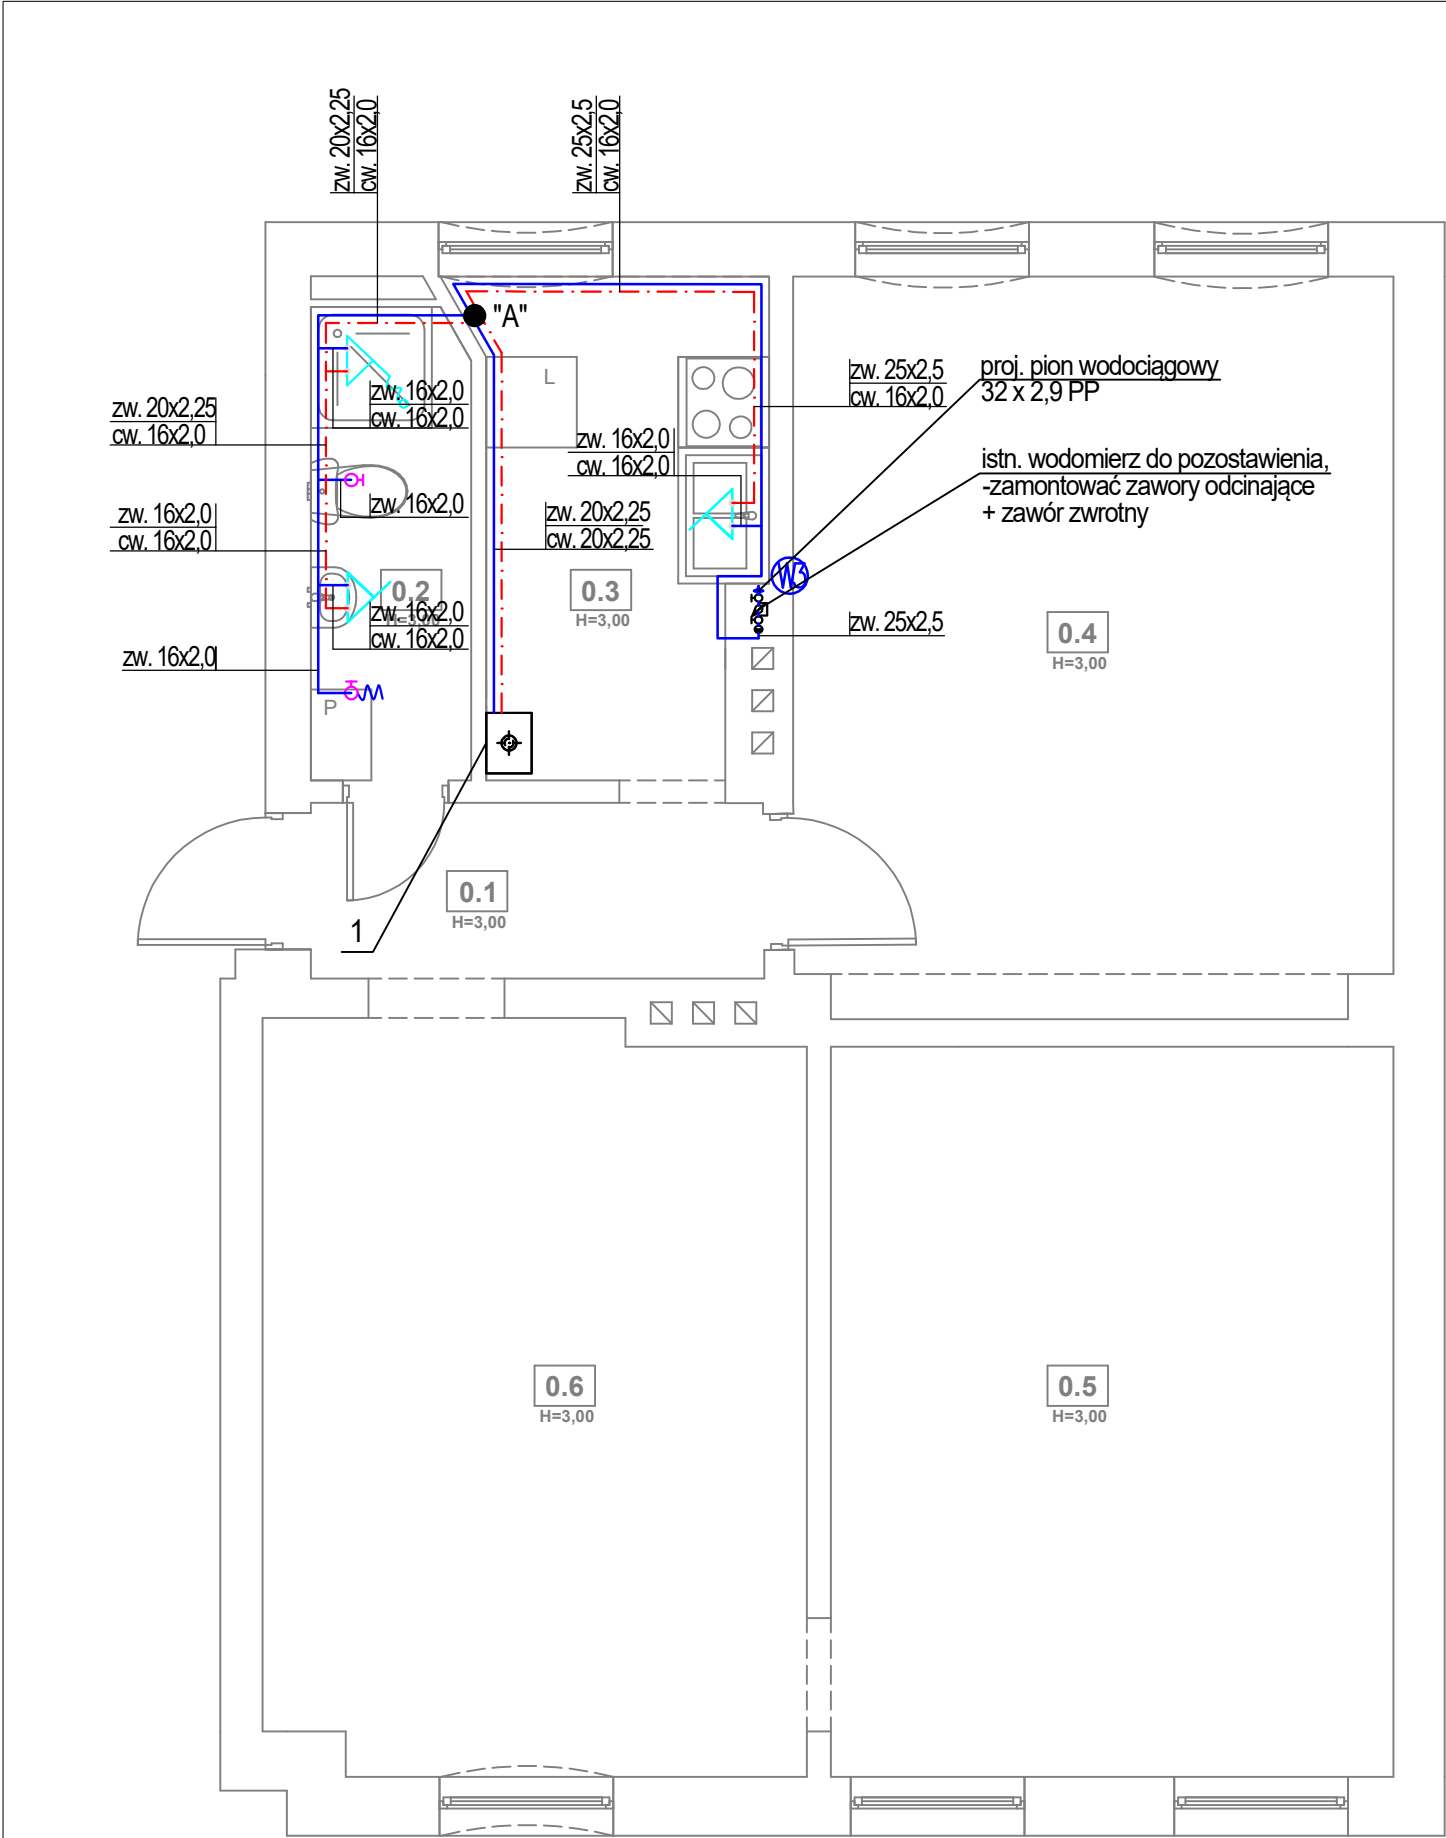 zw. 20x2,25
cw. 16x2,0
zw. 25x2,5
cw. 16x2,0
"A"
L
zw. 25x2,5
cw. 16x2,0
proj. pion wodociągowy
32 x 2,9 PP
zw. 20x2,25
cw. 16x2,0
zw. 16x2,0
cw. 16x2,0
zw. 16x2,0
cw. 16x2,0
istn. wodomierz do pozostawienia,
-zamontować zawory odcinające
+ zawór zwrotny
zw. 16x2,0
zw. 16x2,0
cw. 16x2,0
zw. 20x2,25
cw. 20x2,25
W3
0.2
H=3,00
zw. 16x2,0
cw. 16x2,0
0.3
H=3,00
zw. 25x2,5
0.4
H=3,00
zw. 16x2,0
P
0.1
H=3,00
1
0.6
H=3,00
0.5
H=3,00